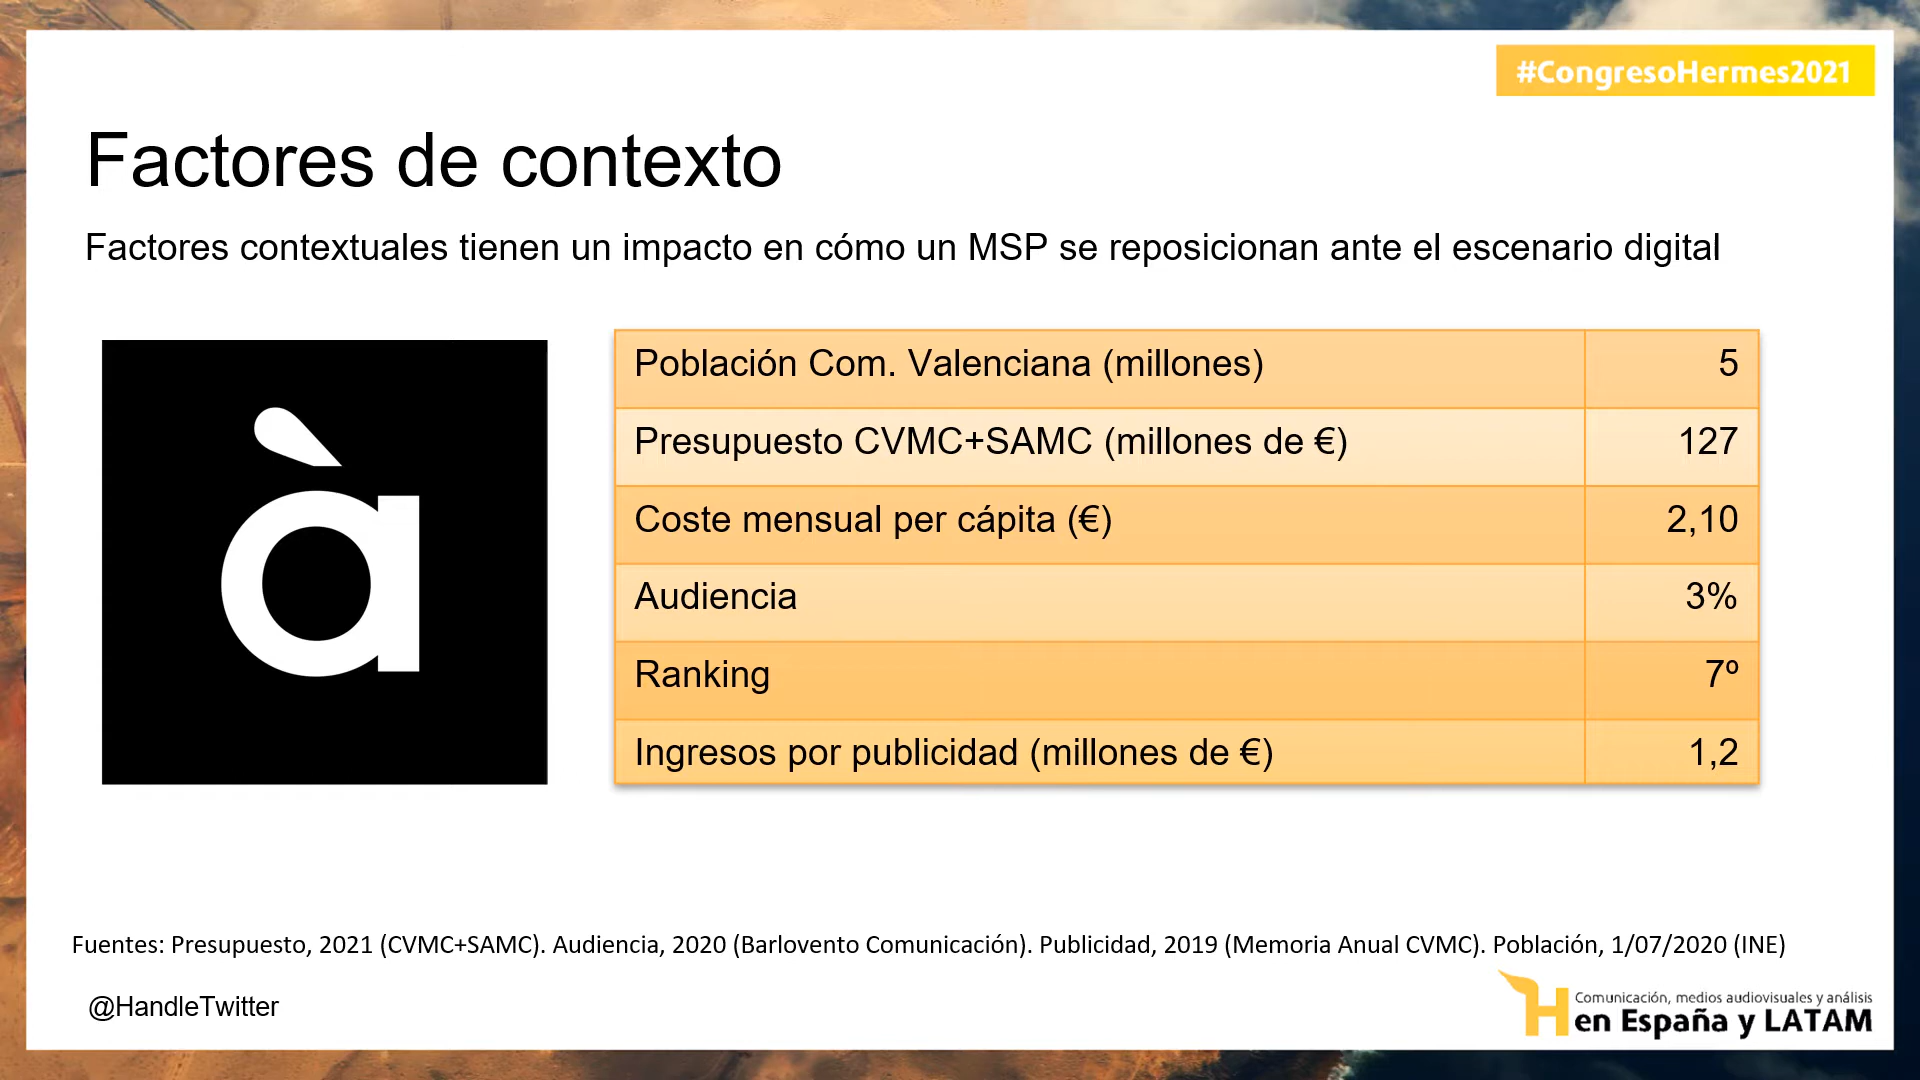 #CongresoHermes2021
Factores de contexto
Factores contextuales tienen un impacto en cómo un MSP se reposicionan ante el escenario digital
à
Población Com. Valenciana (millones) 5
Presupuesto CVMC+SAMC (millones de €) 127
Coste mensual per cápita (€) 2,10
Audiencia 3%
Ranking 7º
Ingresos por publicidad (millones de €) 1,2
Fuentes: Presupuesto, 2021 (CVMC+SAMC). Audiencia, 2020 (Barlovento Comunicación). Publicidad, 2019 (Memoria Anual CVMC). Población, 1/07/2020 (INE)
@HandleTwitter
H
Comunicación, medios audiovisuales y análisis
en España y LATAM